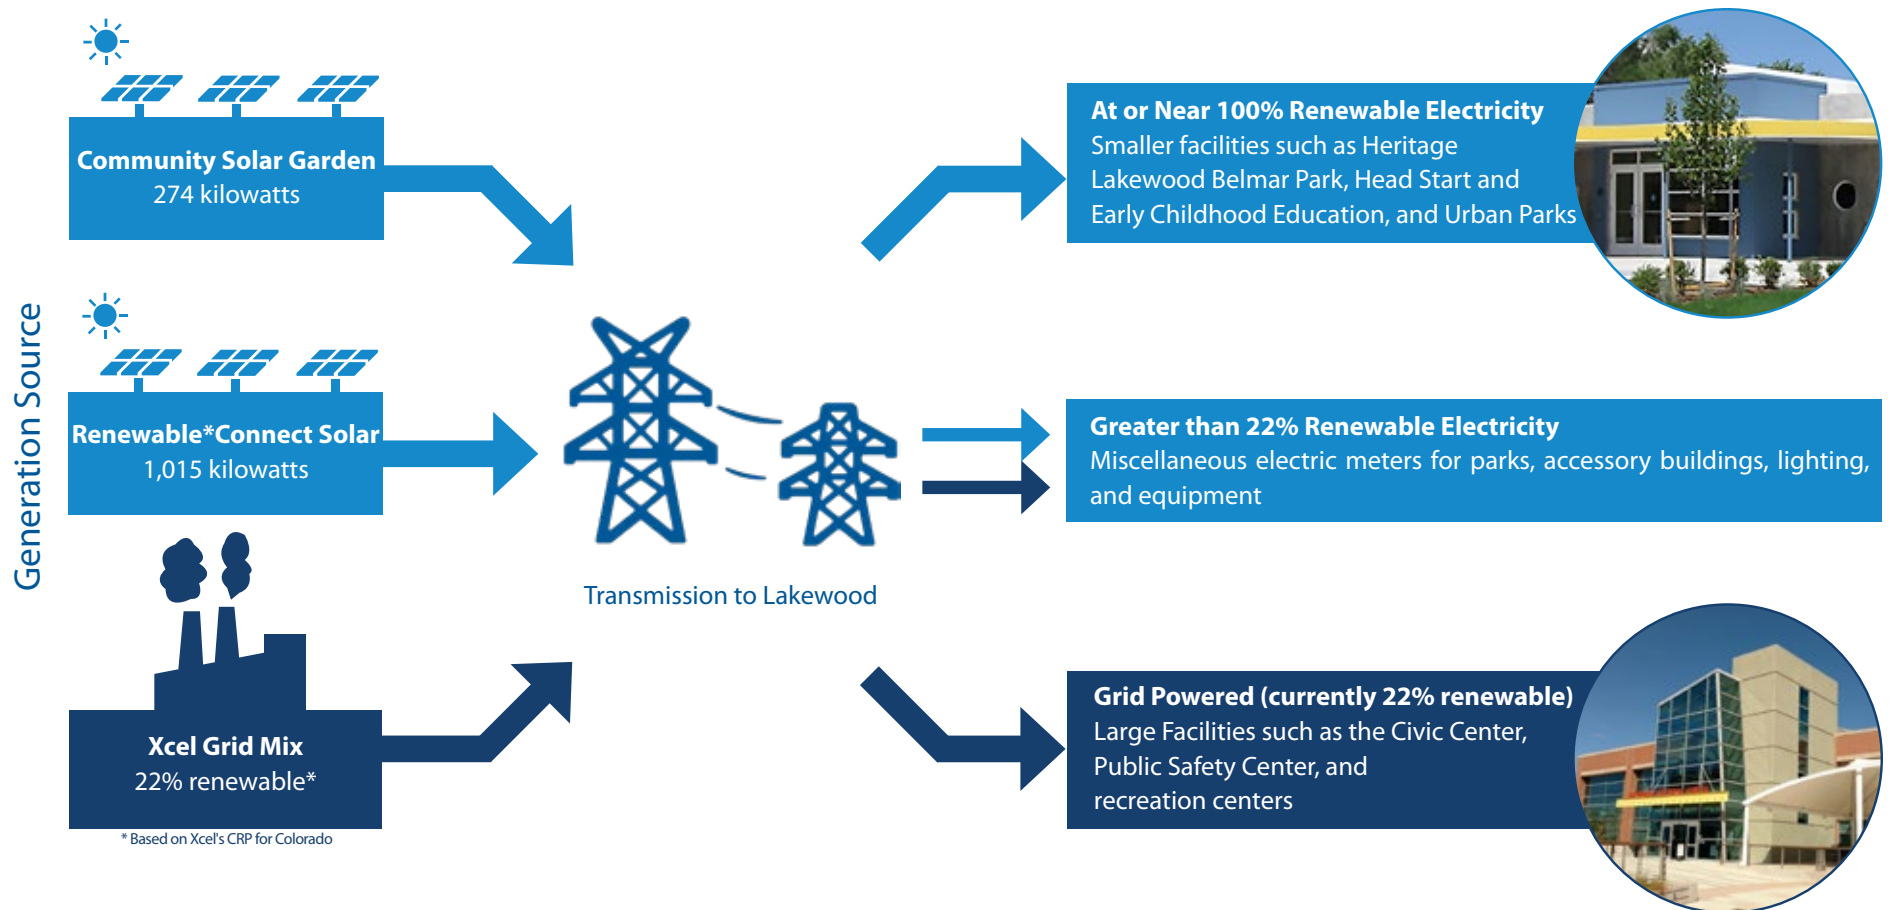 Generation Source
Community Solar Garden
274 kilowatts
Renewable*Connect Solar
1,015 kilowatts
Xcel Grid Mix
22% renewable*
* Based on Xcel's CRP for Colorado
Transmission to Lakewood
At or Near 100% Renewable Electricity
Smaller facilities such as Heritage
Lakewood Belmar Park, Head Start and
Early Childhood Education, and Urban Parks
Greater than 22% Renewable Electricity
Miscellaneous electric meters for parks, accessory buildings, lighting,
and equipment
Grid Powered (currently 22% renewable)
Large Facilities such as the Civic Center,
Public Safety Center, and
recreation centers